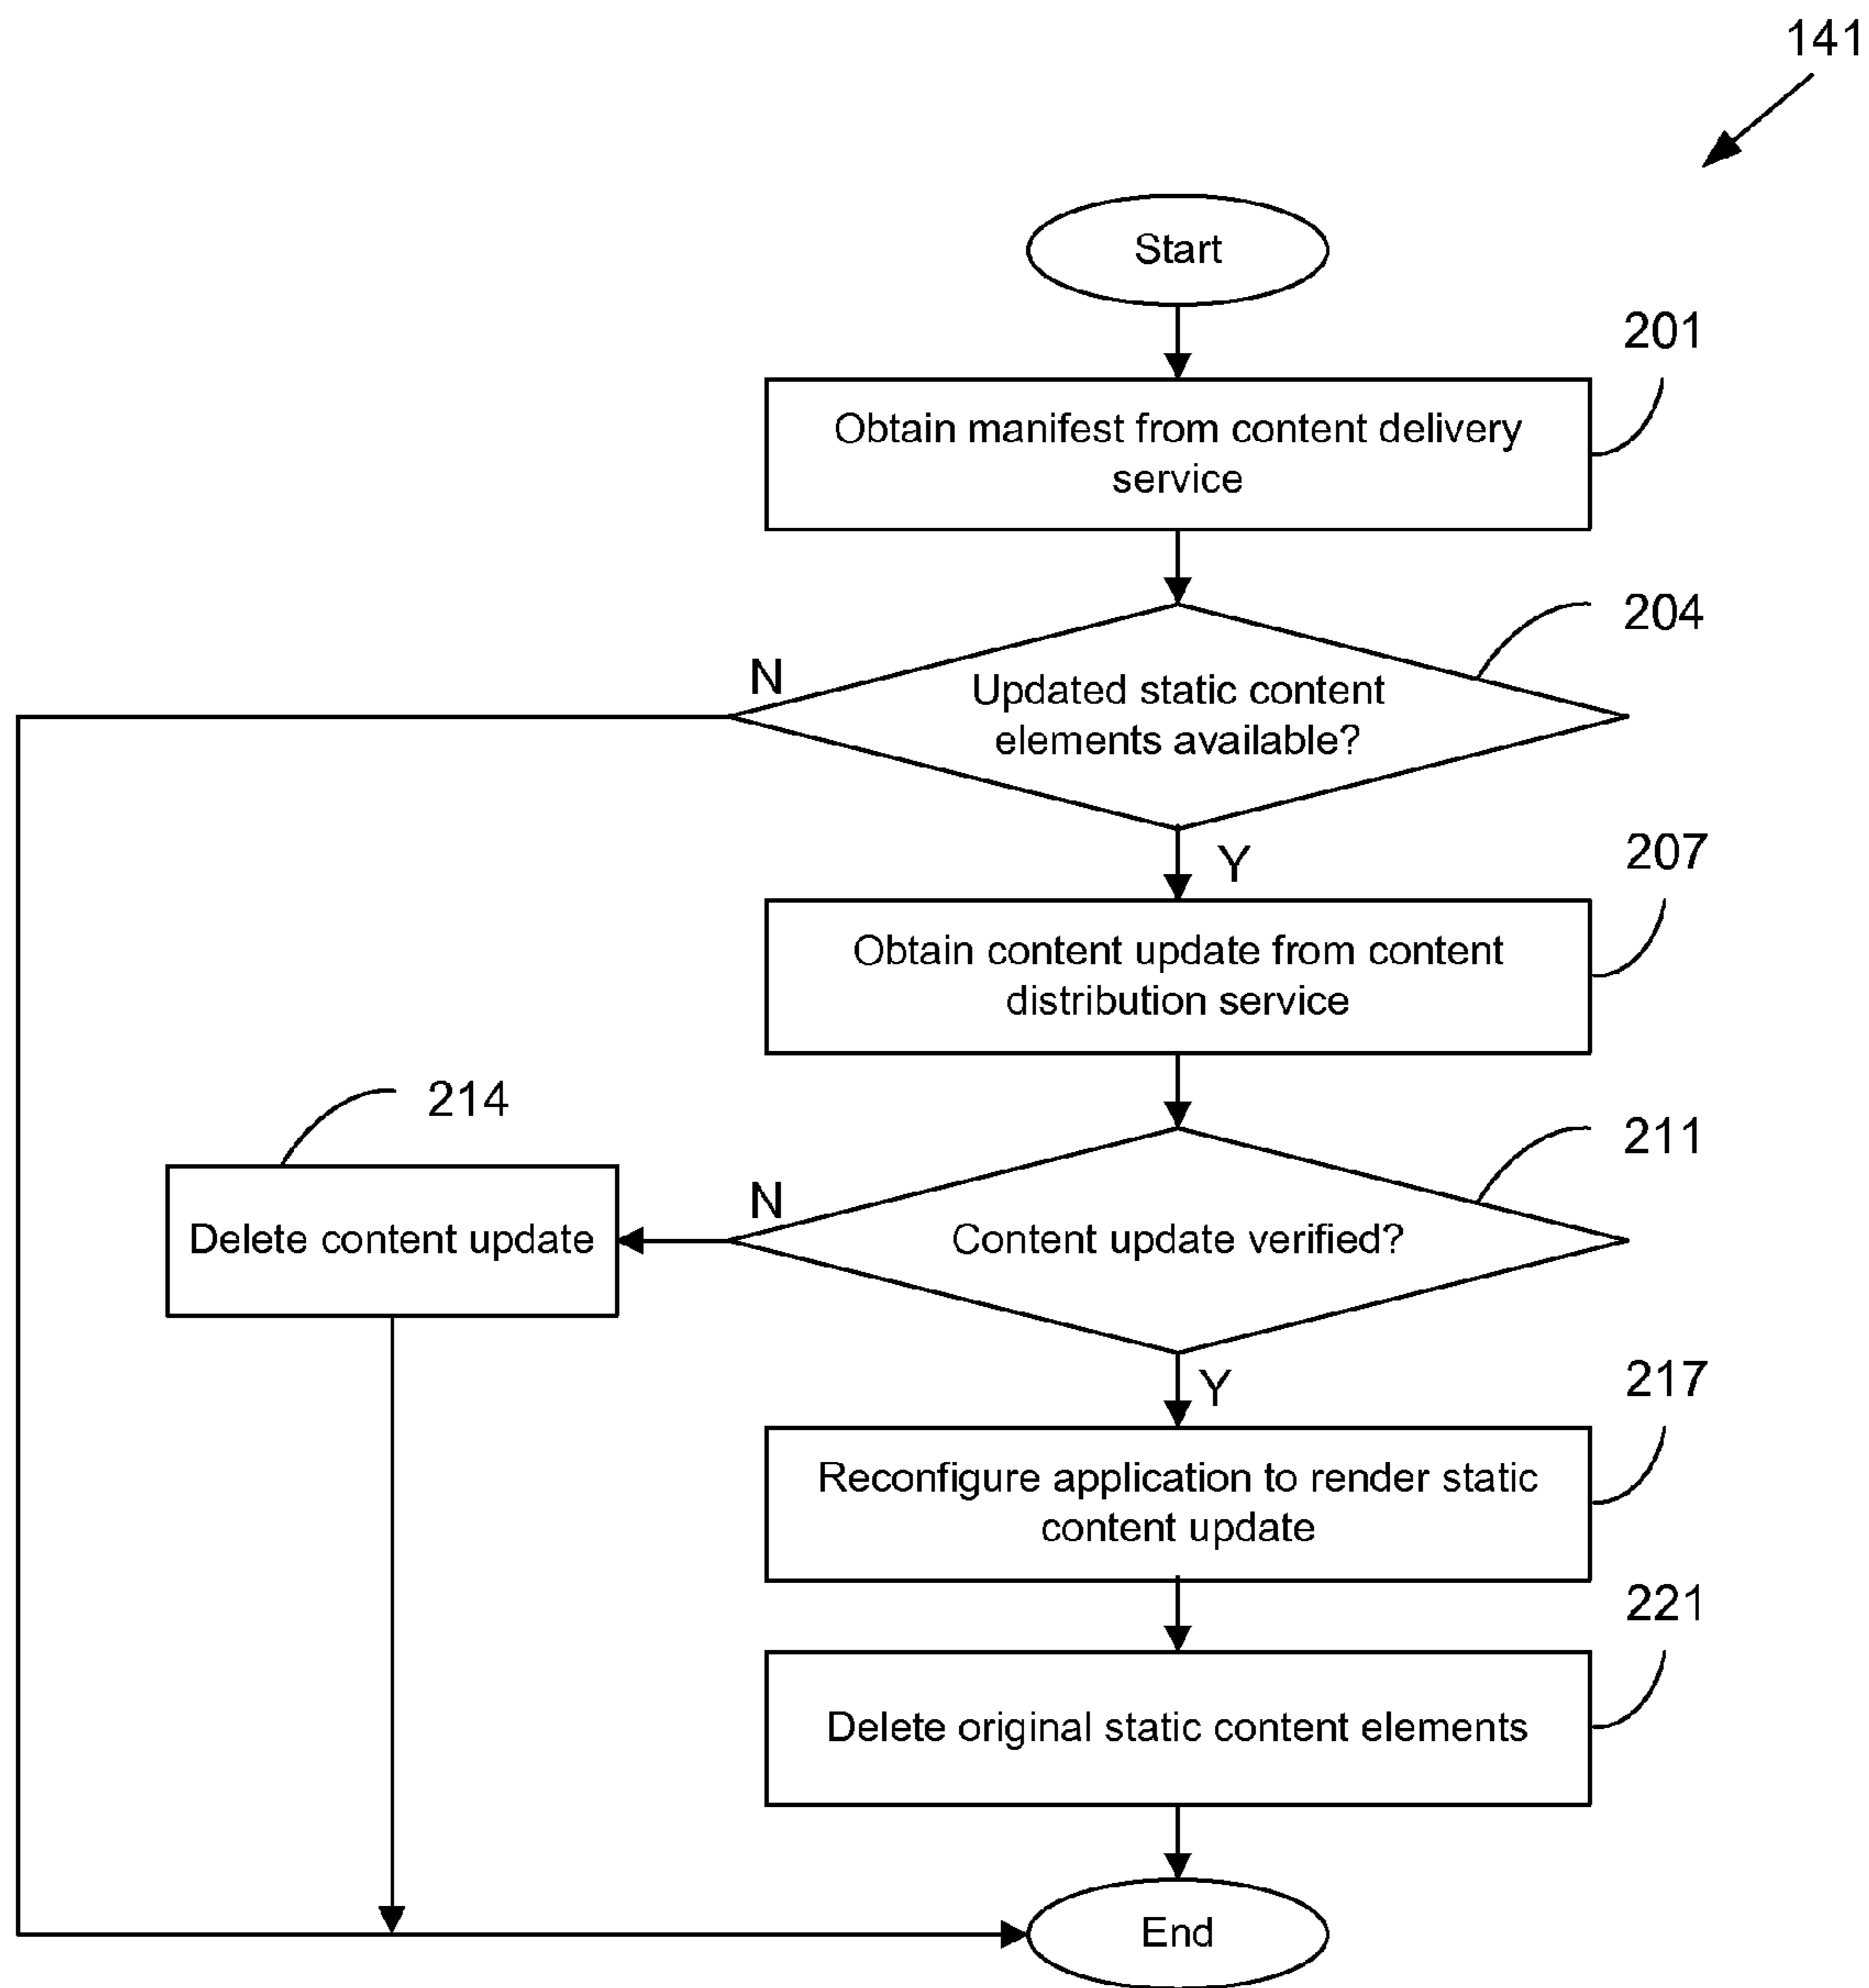 141
Start
201
Obtain manifest from content delivery
service
204
N
Updated static content
elements available?
Y
207
Obtain content update from content
distribution service
214
211
N
Delete content update
Content update verified?
Y
217
Reconfigure application to render static
content update
221
Delete original static content elements
End